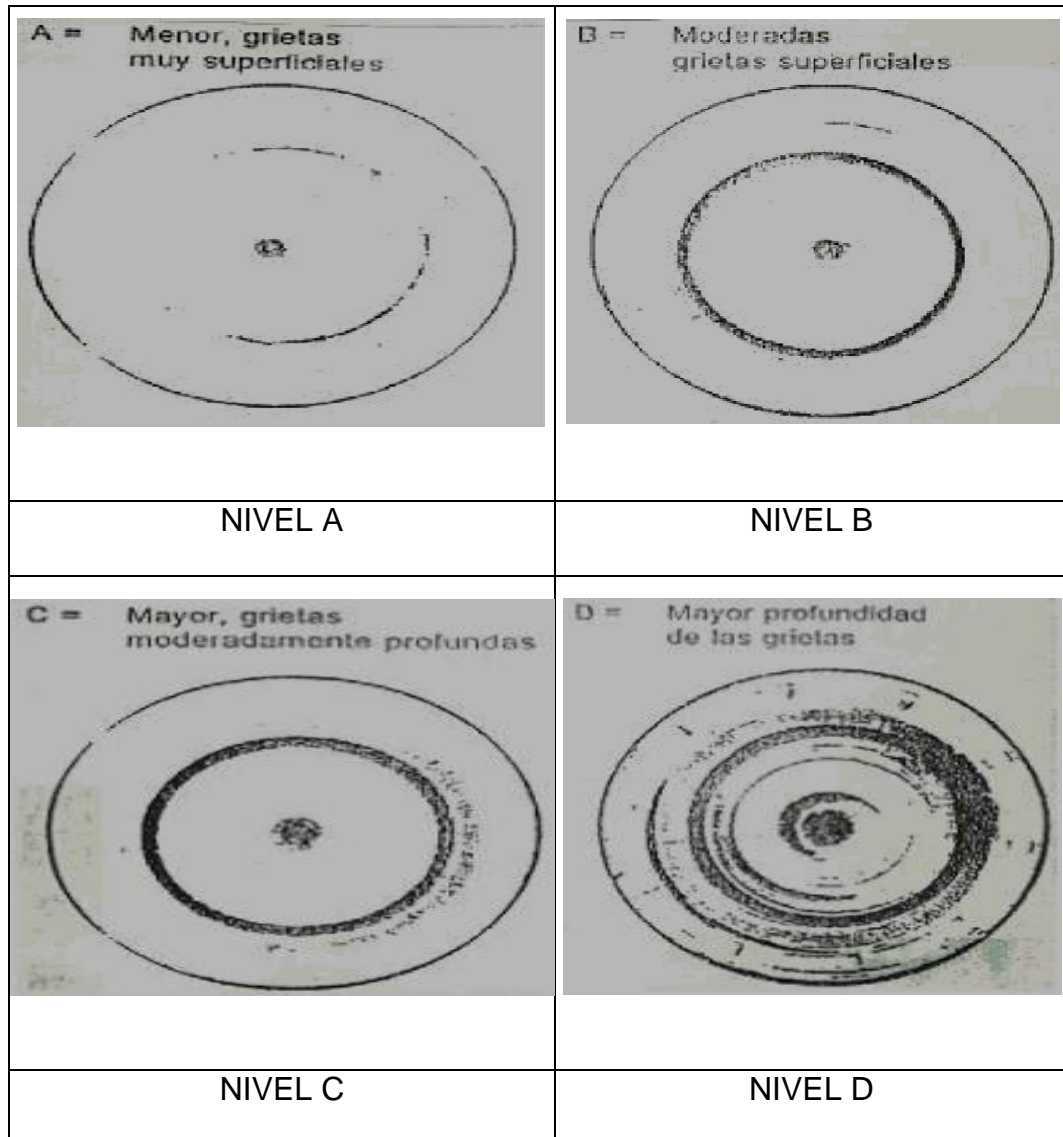 A = Menor, grietas
muy superficiales
B = Moderadas
grietas superficiales
NIVEL A
NIVEL B
C = Mayor, grietas
moderadamente profundas
D = Mayor profundidad
de las grietas
NIVEL C
NIVEL D